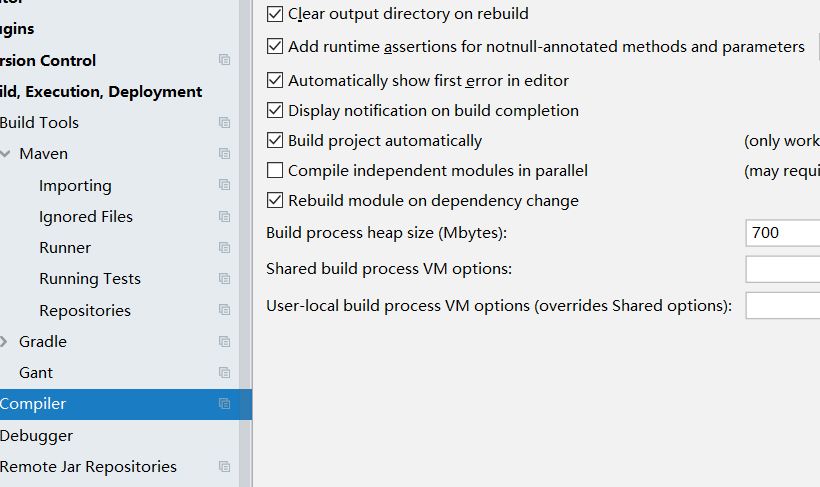 ugins
rsion Control
ild, Execution, Deployment
Build Tools
Maven
Importing
Ignored Files
Runner
Running Tests
Repositories
Gradle
Gant
Compiler
Debugger
Remote Jar Repositories
Clear output directory on rebuild
Add runtime assertions for notnull-annotated methods and parameters
Automatically show first error in editor
Display notification on build completion
Build project automatically (only work
Compile independent modules in parallel (may requi
Rebuild module on dependency change
Build process heap size (Mbytes): 700
Shared build process VM options:
User-local build process VM options (overrides Shared options):